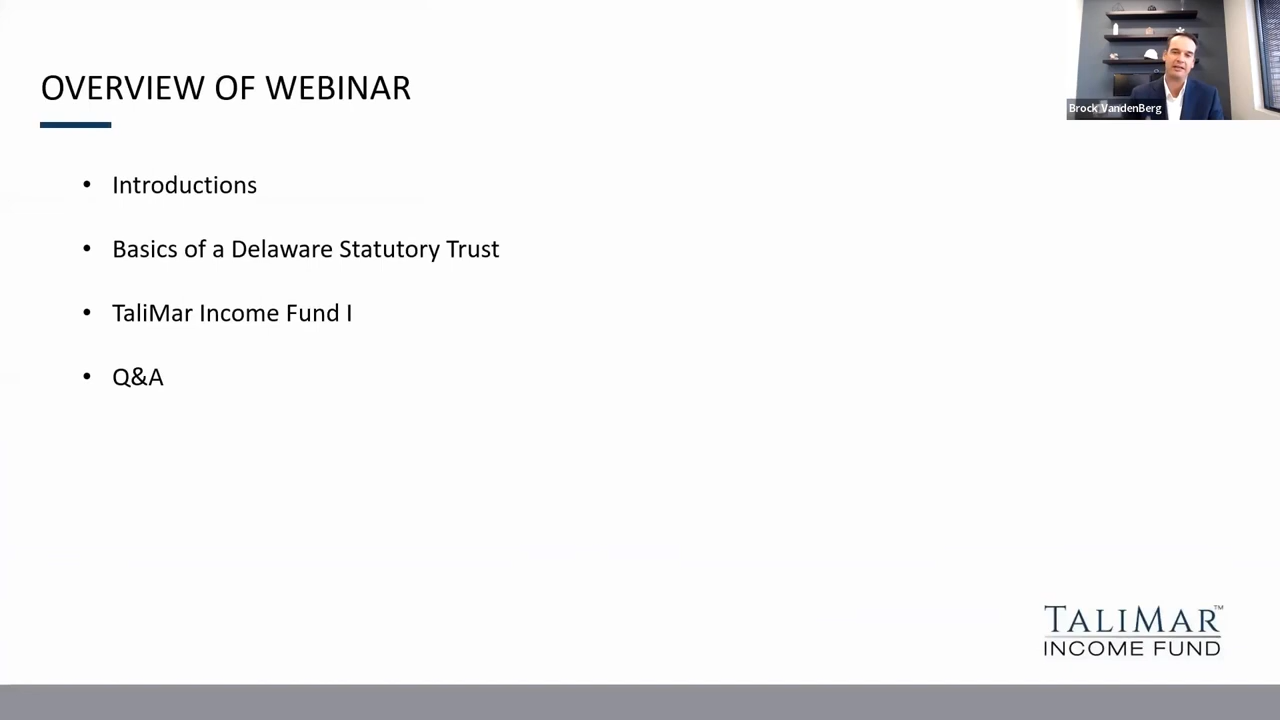 OVERVIEW OF WEBINAR
Brock VandenBerg
• Introductions
• Basics of a Delaware Statutory Trust
• TaliMar Income Fund I
• Q&A
TALIMAR™
INCOME FUND